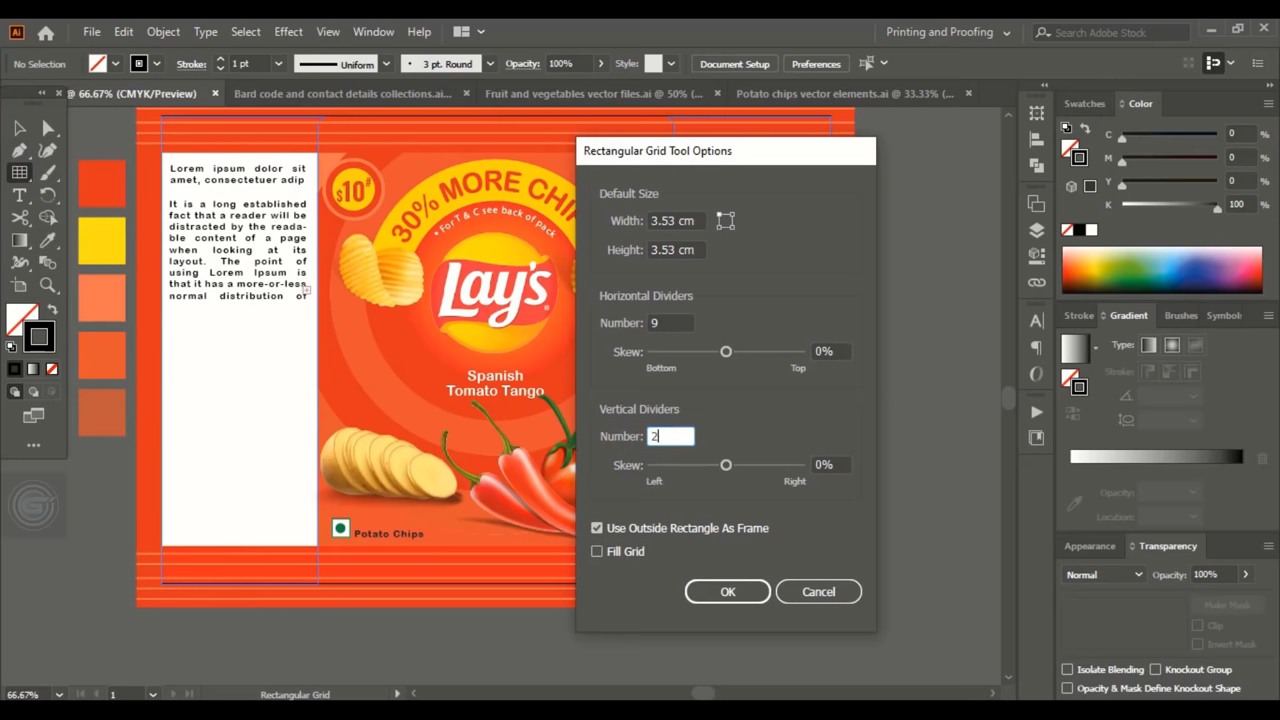 Ai File Edit Object Type Select Effect View Window Help Printing and Proofing Search Adobe Stock
No Selection Stroke: 1 pt Uniform 3 pt. Round Opacity: 100% Style: Document Setup Preferences
@ 66.67% (CMYK/Preview) × Bard code and contact details collections.ai... × Fruit and vegetables vector files.ai @ 50% (... × Potato chips vector elements.ai @ 33.33% (... ×
Lorem ipsum dolor sit
amet, consectetuer adip
It is a long established
fact that a reader will be
distracted by the reada-
ble content of a page
when looking at its
layout. The point of
using Lorem Ipsum is
that it has a more-or-less
normal distribution of
$10#
30% MORE CHI
* For T & C see back of pack
Lay's
®
Spanish
Tomato Tango
Potato Chips
Rectangular Grid Tool Options
Default Size
Width: 3.53 cm
Height: 3.53 cm
Horizontal Dividers
Number: 9
Skew: 0%
Bottom Top
Vertical Dividers
Number: 2
Skew: 0%
Left Right
Use Outside Rectangle As Frame
Fill Grid
OK Cancel
Swatches Color
C 0 %
M 0 %
Y 0 %
K 100 %
Stroke Gradient Brushes Symbols
Type:
Stroke:
Opacity:
Location:
Appearance Transparency
Normal Opacity: 100%
Make Mask
Clip
Invert Mask
Isolate Blending Knockout Group
Opacity & Mask Define Knockout Shape
66.67% 1 Rectangular Grid